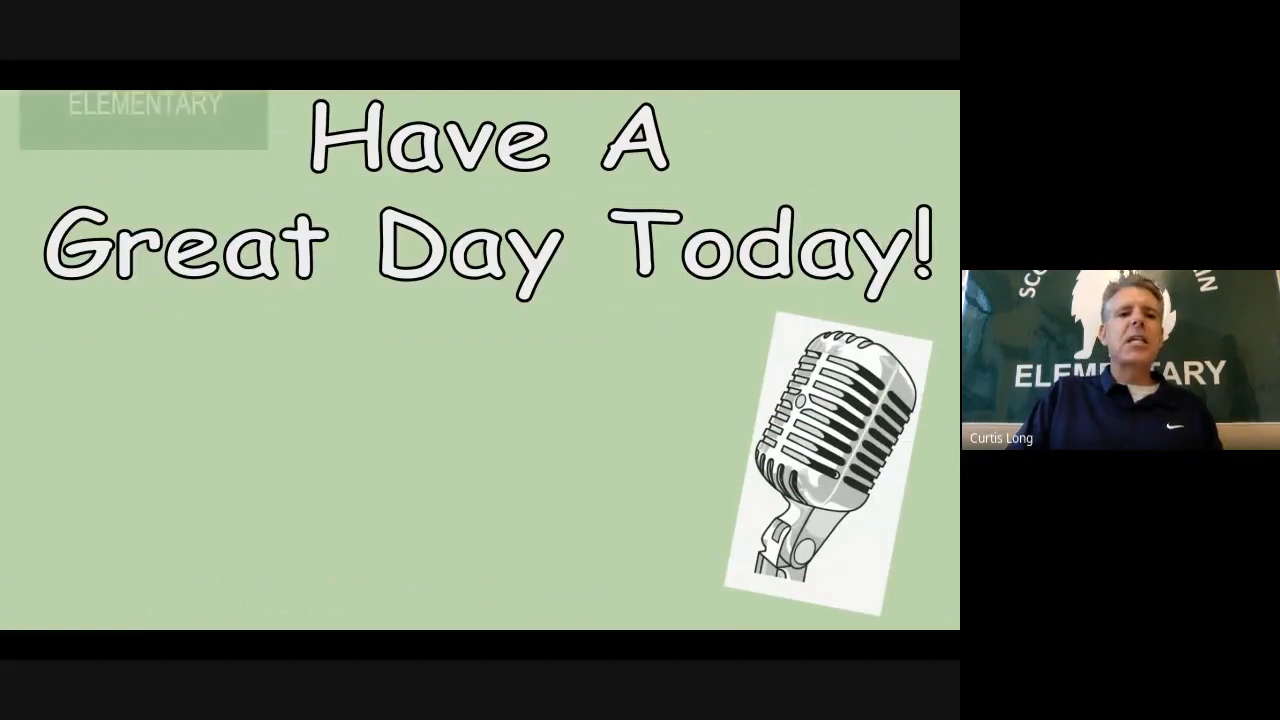 ELEMENTARY
Have A
Great Day Today!
ELEMENTARY
Curtis Long